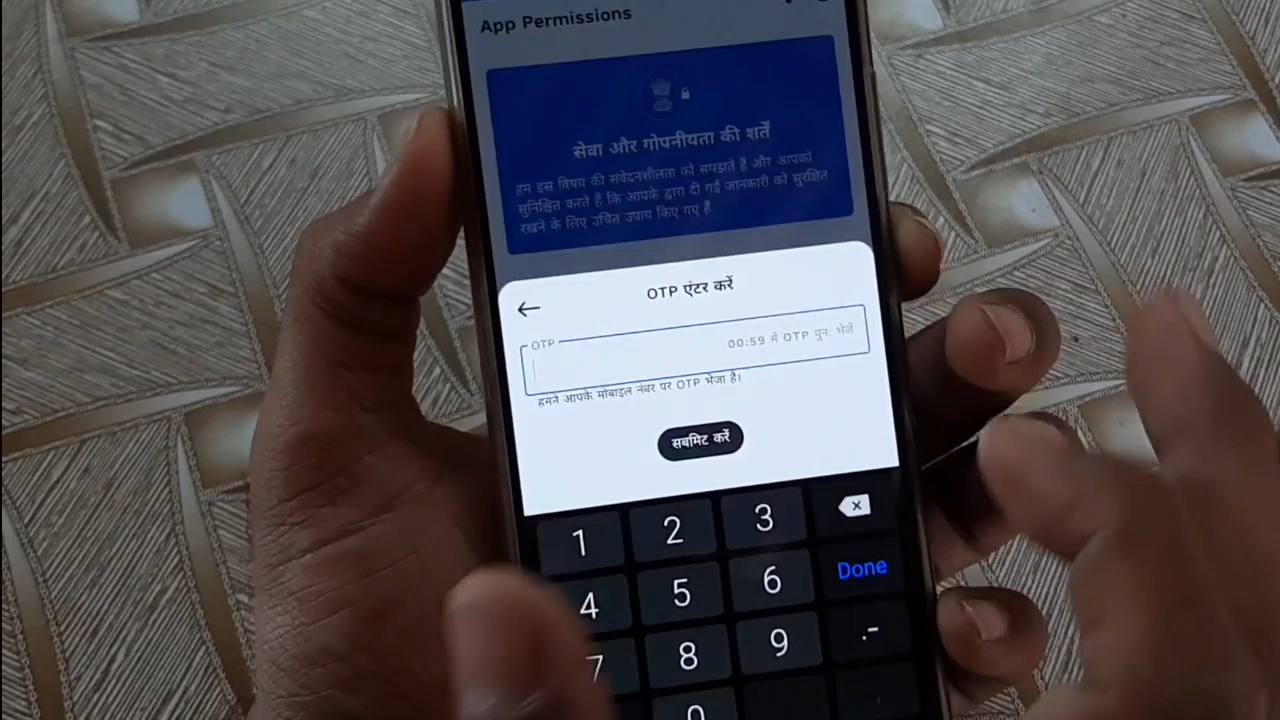 App Permissions
सेवा और गोपनीयता की शर्तें
हम इस विषय की संवेदनशीलता को समझते हैं और आपको
सुनिश्चित करते हैं कि आपके द्वारा दी गई जानकारी को सुरक्षित
रखने के लिए उचित उपाय किए गए हैं
OTP एंटर करें
OTP
00:59 में OTP पुनः भेजें
हमने आपके मोबाइल नंबर पर OTP भेजा है।
सबमिट करें
1 2 3
4 5 6 Done
7 8 9 .-
0